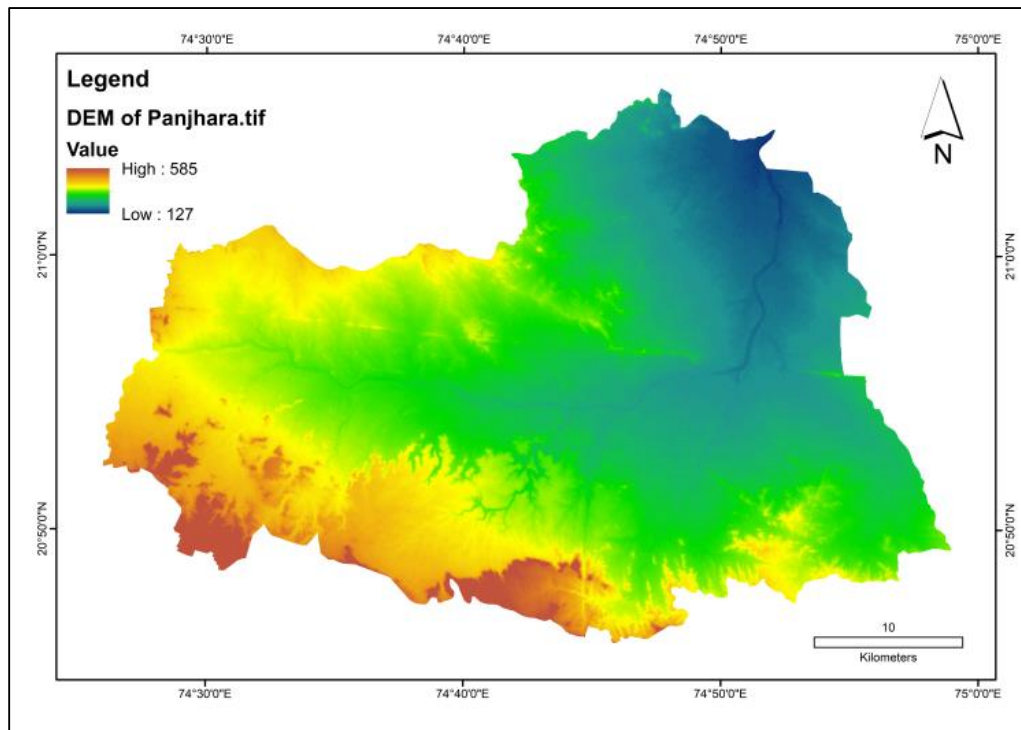 74°30'0"E 74°40'0"E 74°50'0"E 75°0'0"E
Legend
DEM of Panjhara.tif
Value
High : 585
Low : 127
N
21°0'0"N 21°0'0"N
20°50'0"N 20°50'0"N
10
Kilometers
74°30'0"E 74°40'0"E 74°50'0"E 75°0'0"E